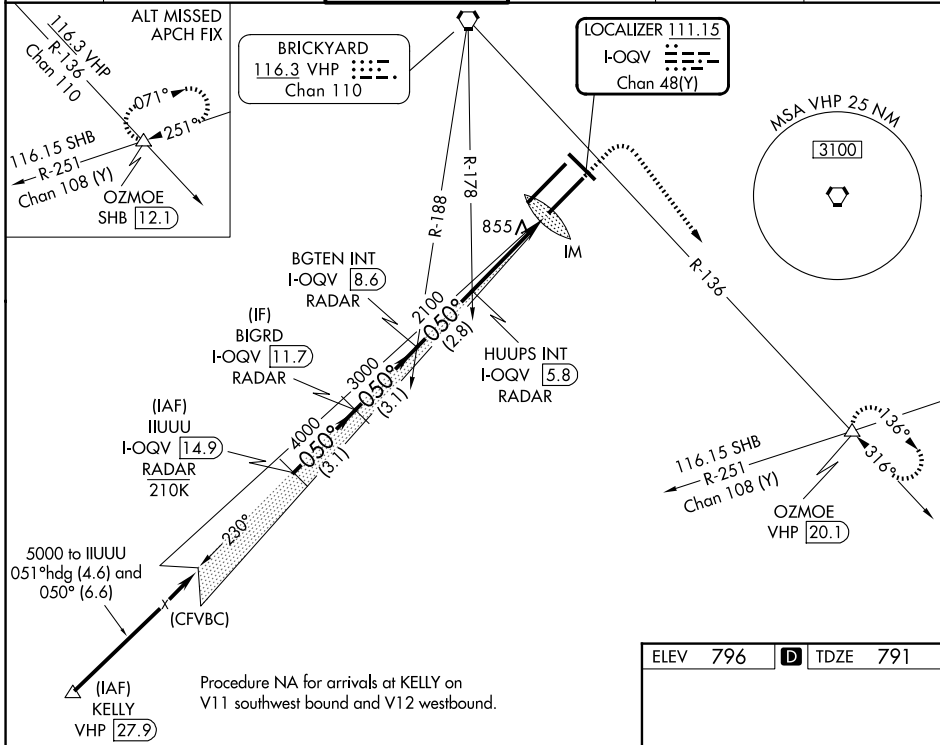 ALT MISSED
APCH FIX
116.3 VHP
R-136
Chan 110
071°
251°
116.15 SHB
R-251
Chan 108 (Y)
OZMOE
SHB 12.1
BRICKYARD
116.3 VHP
Chan 110
LOCALIZER 111.15
I-OQV
Chan 48(Y)
MSA VHP 25 NM
3100
R-188
R-178
855
IM
R-136
BGTEN INT
I-OQV 8.6
RADAR
2100
050°
(2.8)
HUUPS INT
I-OQV 5.8
RADAR
(IF)
BIGRD
I-OQV 11.7
RADAR
3000
050°
(3.1)
(IAF)
IIUUU
I-OQV 14.9
RADAR
210K
4000
050°
(3.1)
230°
5000 to IIUUU
051°hdg (4.6) and
050° (6.6)
(CFVBC)
(IAF)
KELLY
VHP 27.9
136°
316°
116.15 SHB
R-251
Chan 108 (Y)
OZMOE
VHP 20.1
Procedure NA for arrivals at KELLY on
V11 southwest bound and V12 westbound.
ELEV 796 D TDZE 791